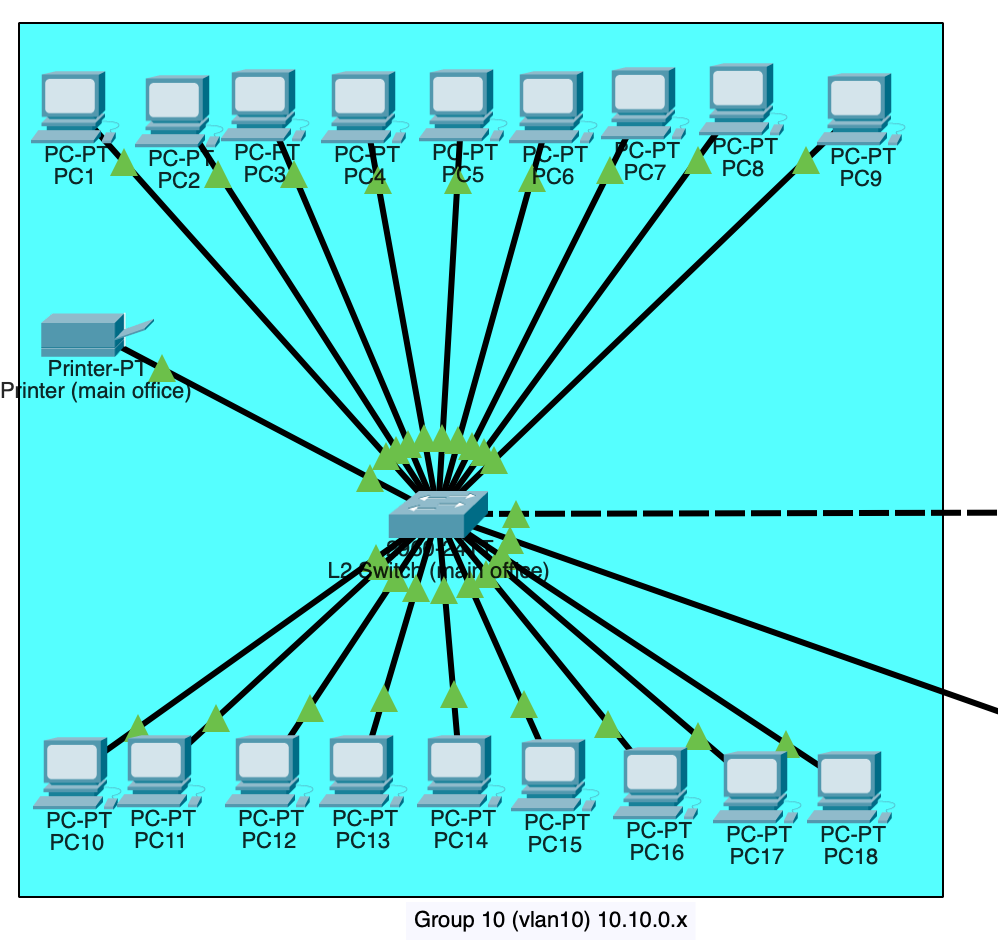 PC-PT
PC1
PC-PT
PC2
PC-PT
PC3
PC-PT
PC4
PC-PT
PC5
PC-PT
PC6
PC-PT
PC7
PC-PT
PC8
PC-PT
PC9
Printer-PT
Printer (main office)
L2 Switch (main office)
PC-PT
PC10
PC-PT
PC11
PC-PT
PC12
PC-PT
PC13
PC-PT
PC14
PC-PT
PC15
PC-PT
PC16
PC-PT
PC17
PC-PT
PC18
Group 10 (vlan10) 10.10.0.x